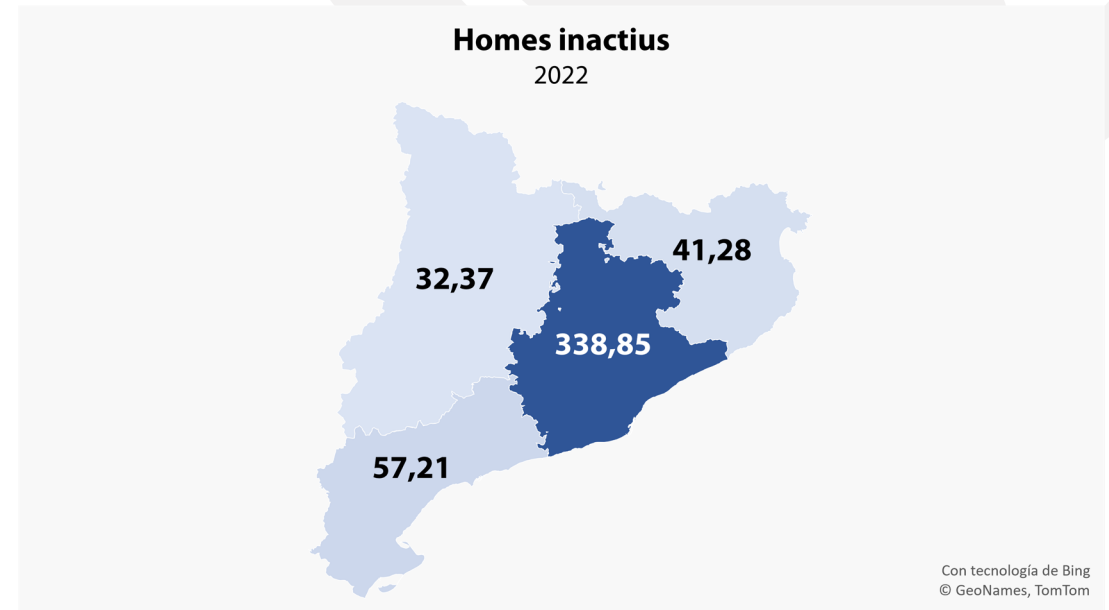 Homes inactius
2022
41,28
32,37
338,85
57,21
Con tecnología de Bing
© GeoNames, TomTom